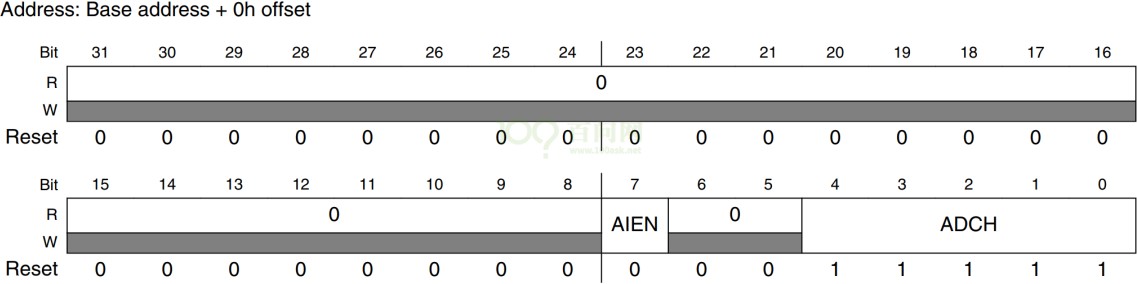 Address: Base address + 0h offset
Bit 31 30 29 28 27 26 25 24 23 22 21 20 19 18 17 16
R 0
W
Reset 0 0 0 0 0 0 0 0 0 0 0 0 0 0 0 0
Bit 15 14 13 12 11 10 9 8 7 6 5 4 3 2 1 0
R 0 AIEN 0 ADCH
W
Reset 0 0 0 0 0 0 0 0 0 0 0 1 1 1 1 1